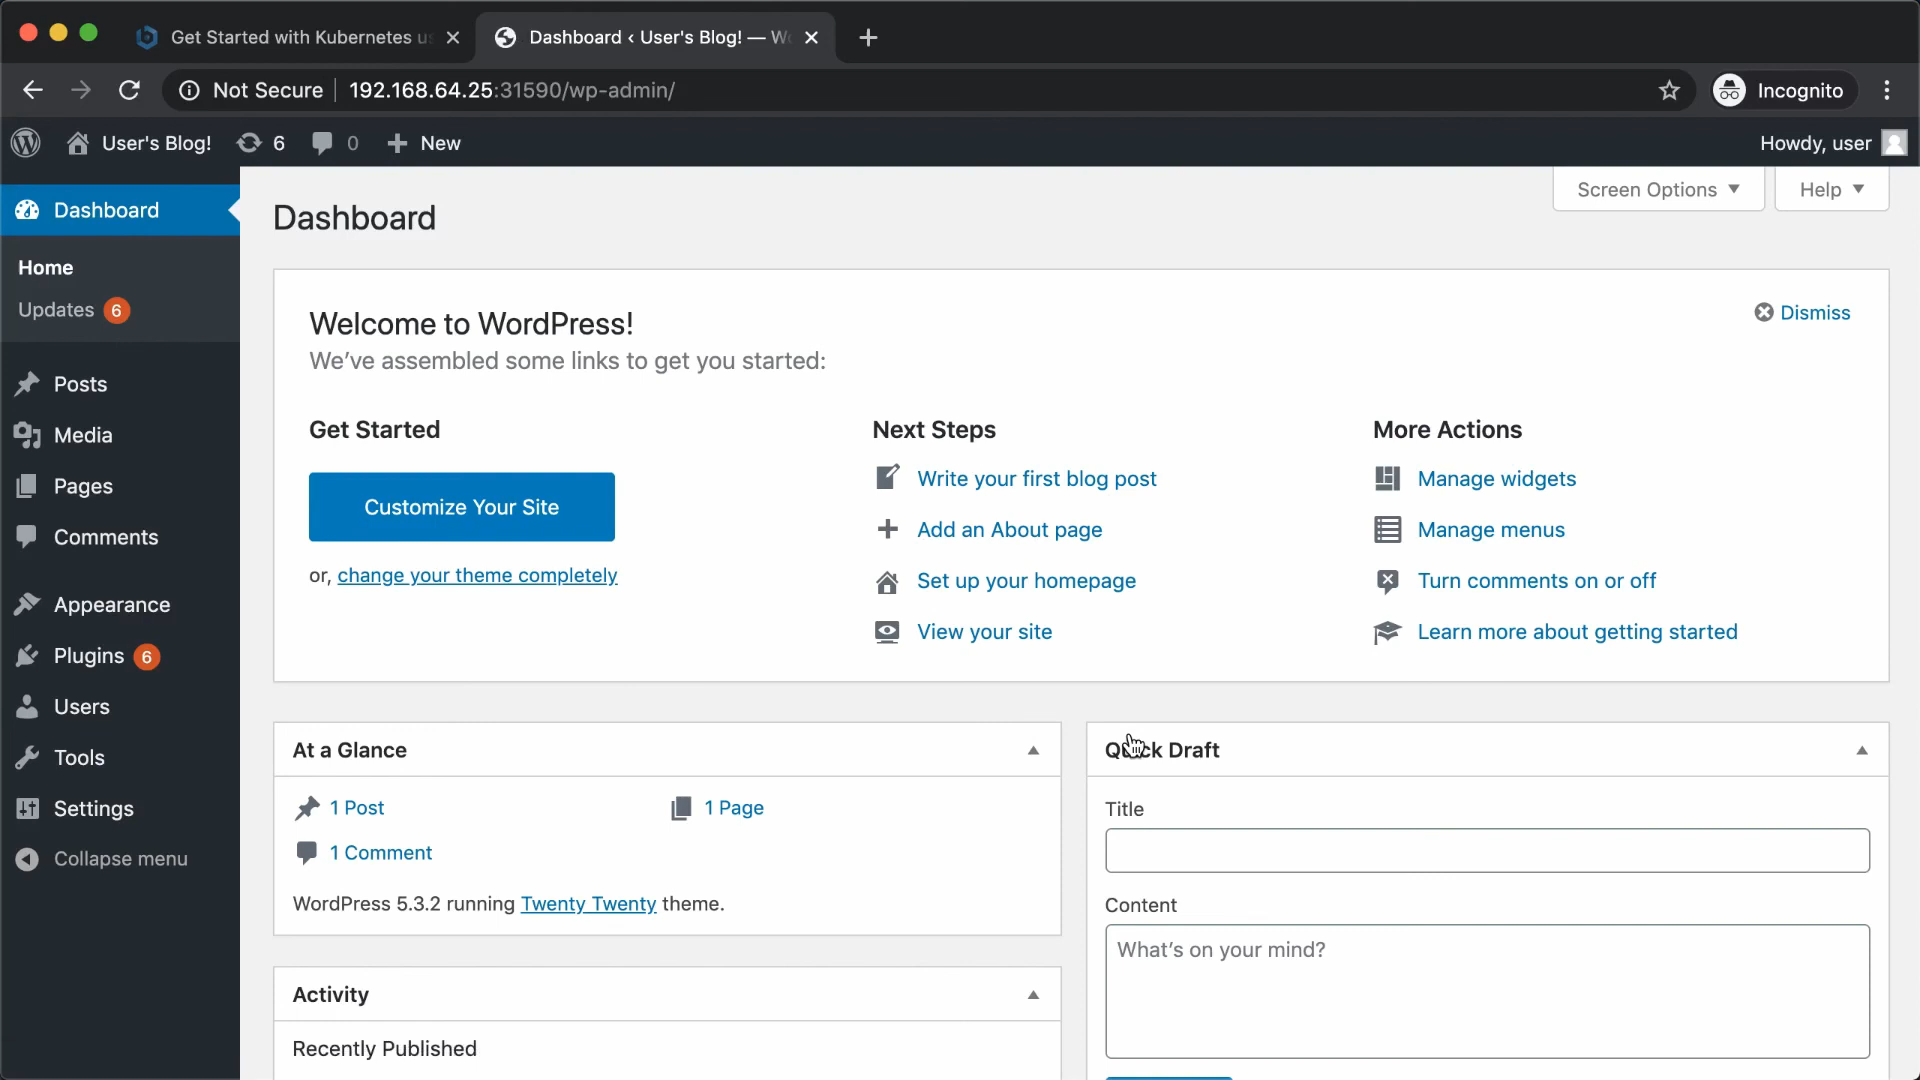 Get Started with Kubernetes us
Dashboard ‹ User's Blog! — W
Not Secure
192.168.64.25:31590/wp-admin/
Incognito
User's Blog!
6
0
New
Howdy, user
Dashboard
Home
Updates 6
Posts
Media
Pages
Comments
Appearance
Plugins 6
Users
Tools
Settings
Collapse menu
Dashboard
Screen Options
Help
Welcome to WordPress!
We've assembled some links to get you started:
Dismiss
Get Started
Customize Your Site
or, change your theme completely
Next Steps
Write your first blog post
Add an About page
Set up your homepage
View your site
More Actions
Manage widgets
Manage menus
Turn comments on or off
Learn more about getting started
At a Glance
1 Post
1 Page
1 Comment
WordPress 5.3.2 running Twenty Twenty theme.
Activity
Recently Published
Quick Draft
Title
Content
What's on your mind?